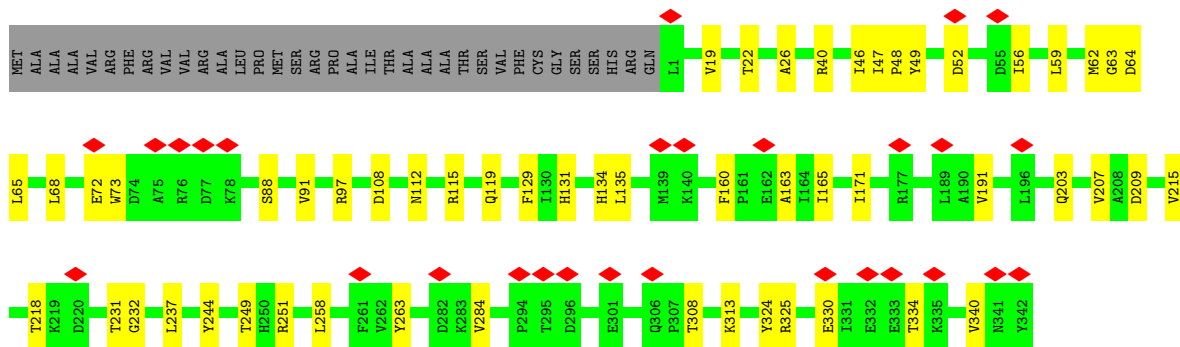 MET ALA ALA ALA VAL ARG PHE ARG VAL VAL ARG ALA LEU PRO MET SER ARG PRO ALA ILE THR ALA ALA ALA THR SER VAL PHE CYS GLY SER SER HIS ARG GLN L1 V19 T22 A26 R40 I46 I47 P48 Y49 D52 D55 I56 L59 M62 G63 D64
L65 L68 E72 W73 D74 A75 R76 D77 K78 S88 V91 R97 D108 N112 R115 Q119 F129 I130 H131 H134 L135 M139 K140 F160 P161 E162 A163 I164 I165 I171 R177 L189 A190 V191 L196 Q203 V207 A208 D209 V215
T218 K219 D220 T231 G232 L237 Y244 T249 H250 R251 L258 F261 V262 Y263 D282 K283 V284 P294 T295 D296 E301 Q306 P307 T308 K313 Y324 R325 E330 I331 E332 E333 T334 K335 V340 N341 Y342